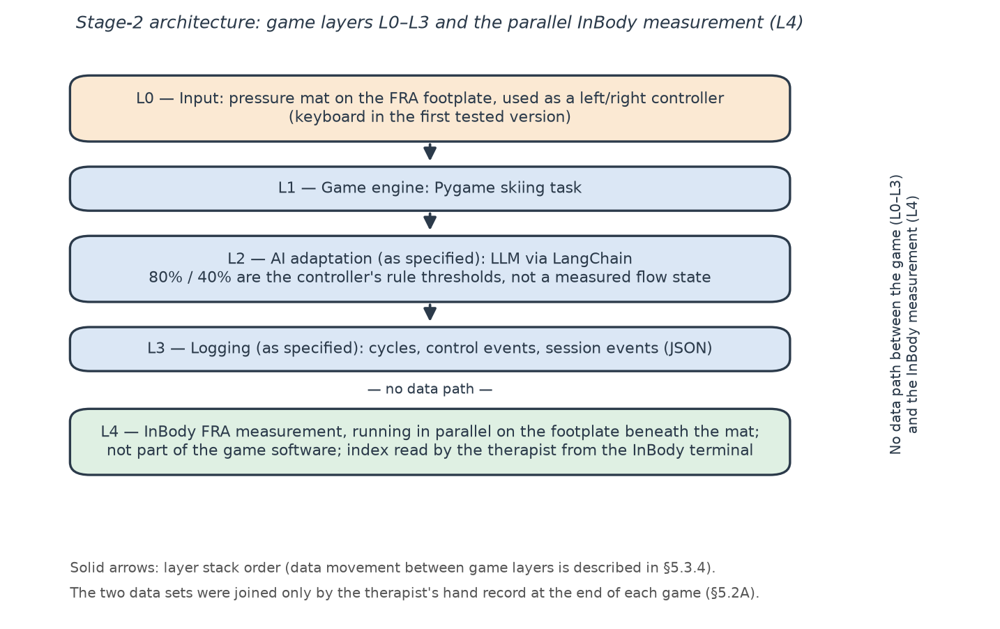 Stage-2 architecture: game layers L0–L3 and the parallel InBody measurement (L4)
L0 — Input: pressure mat on the FRA footplate, used as a left/right controller
(keyboard in the first tested version)
L1 — Game engine: Pygame skiing task
L2 — AI adaptation (as specified): LLM via LangChain
80% / 40% are the controller's rule thresholds, not a measured flow state
L3 — Logging (as specified): cycles, control events, session events (JSON)
— no data path —
L4 — InBody FRA measurement, running in parallel on the footplate beneath the mat;
not part of the game software; index read by the therapist from the InBody terminal
No data path between the game (L0–L3)
and the InBody measurement (L4)
Solid arrows: layer stack order (data movement between game layers is described in §5.3.4).
The two data sets were joined only by the therapist's hand record at the end of each game (§5.2A).